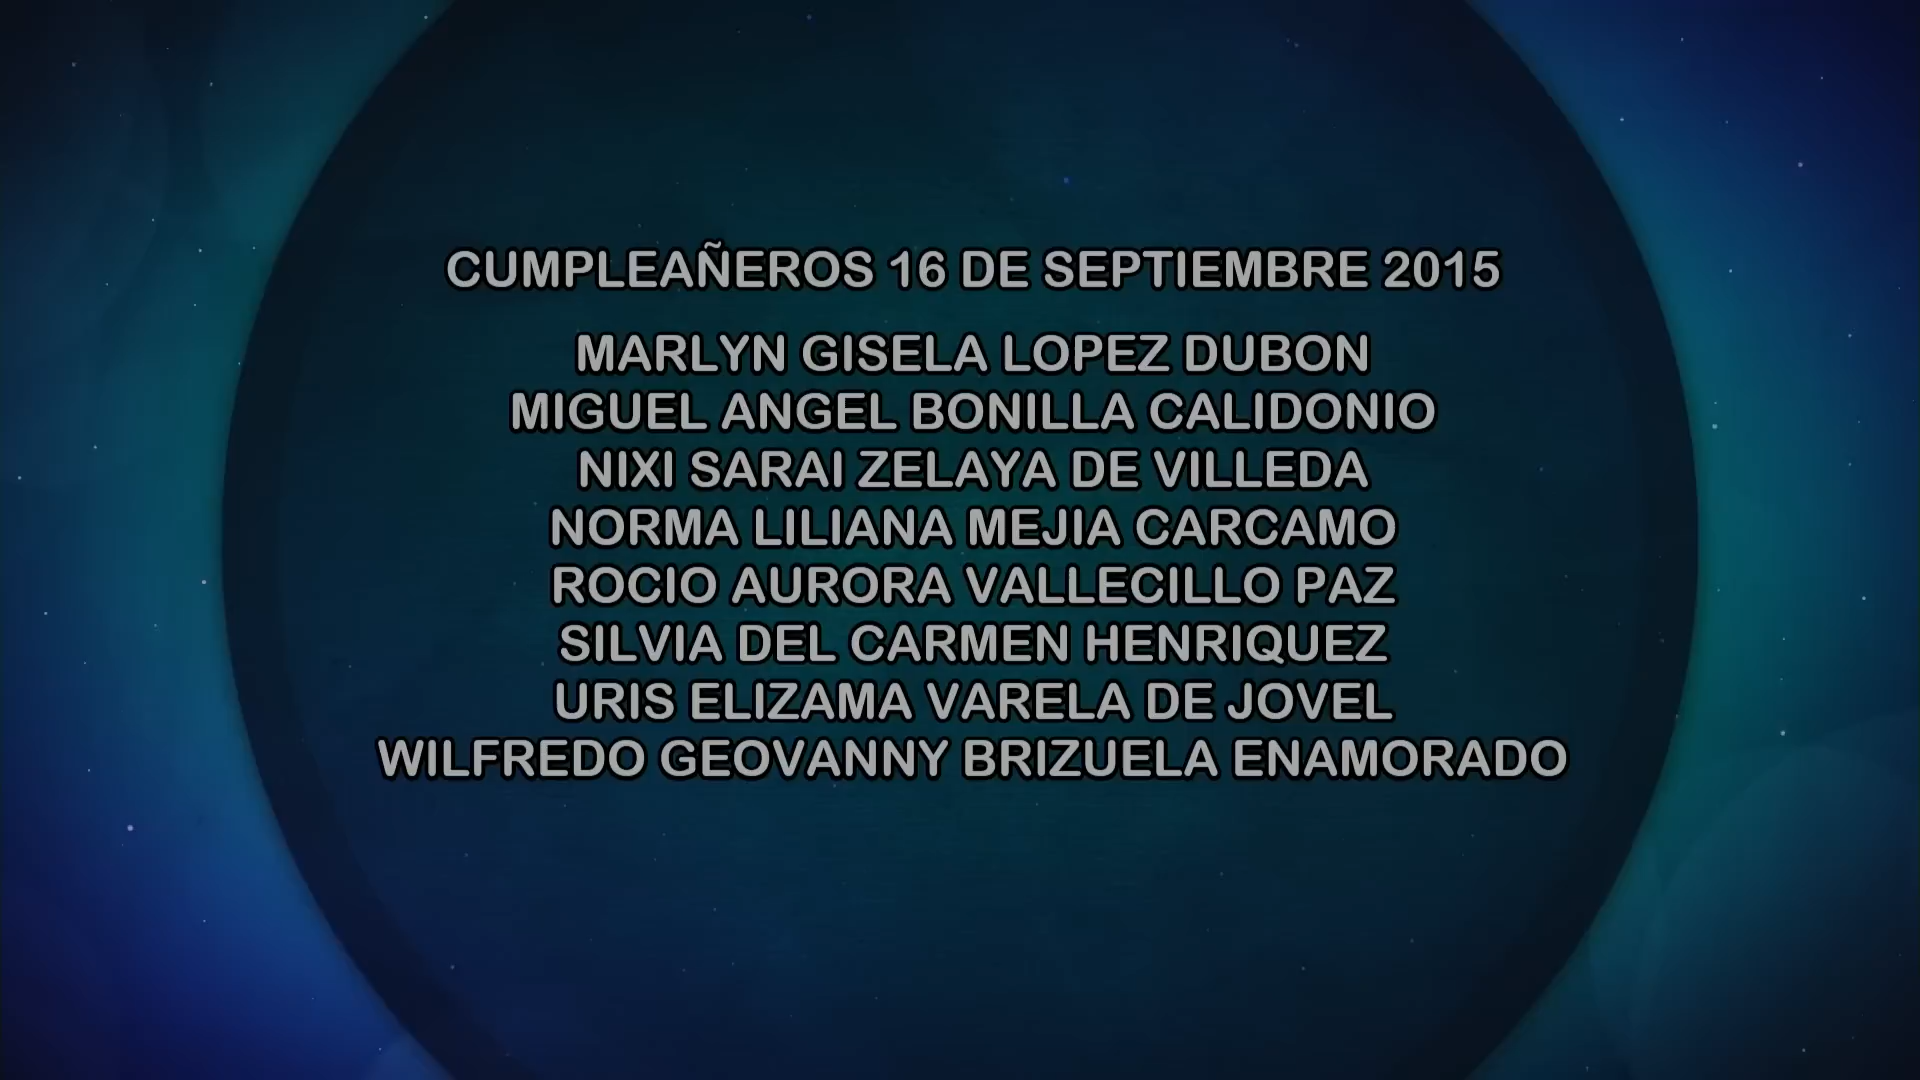 CUMPLEAÑEROS 16 DE SEPTIEMBRE 2015
MARLYN GISELA LOPEZ DUBON
MIGUEL ANGEL BONILLA CALIDONIO
NIXI SARAI ZELAYA DE VILLEDA
NORMA LILIANA MEJIA CARCAMO
ROCIO AURORA VALLECILLO PAZ
SILVIA DEL CARMEN HENRIQUEZ
URIS ELIZAMA VARELA DE JOVEL
WILFREDO GEOVANNY BRIZUELA ENAMORADO